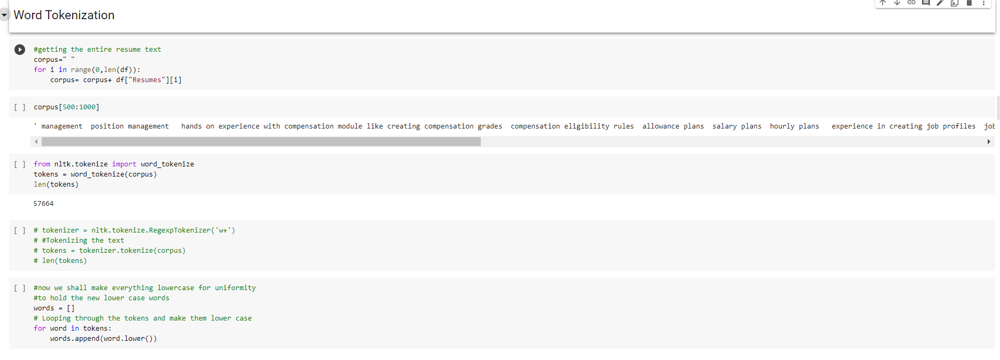 Word Tokenization
#getting the entire resume text
corpus=" "
for i in range(0,len(df)):
    corpus= corpus+ df["Resumes"][i]
[ ] corpus[500:1000]
' management  position management   hands on experience with compensation module like creating compensation grades  compensation eligibility rules  allowance plans  salary plans  hourly plans   experience in creating job profiles  job
[ ] from nltk.tokenize import word_tokenize
tokens = word_tokenize(corpus)
len(tokens)
57664
[ ] # tokenizer = nltk.tokenize.RegexpTokenizer('w+')
# #Tokenizing the text
# tokens = tokenizer.tokenize(corpus)
# len(tokens)
[ ] #now we shall make everything lowercase for uniformity
#to hold the new lower case words
words = []
# Looping through the tokens and make them lower case
for word in tokens:
    words.append(word.lower())